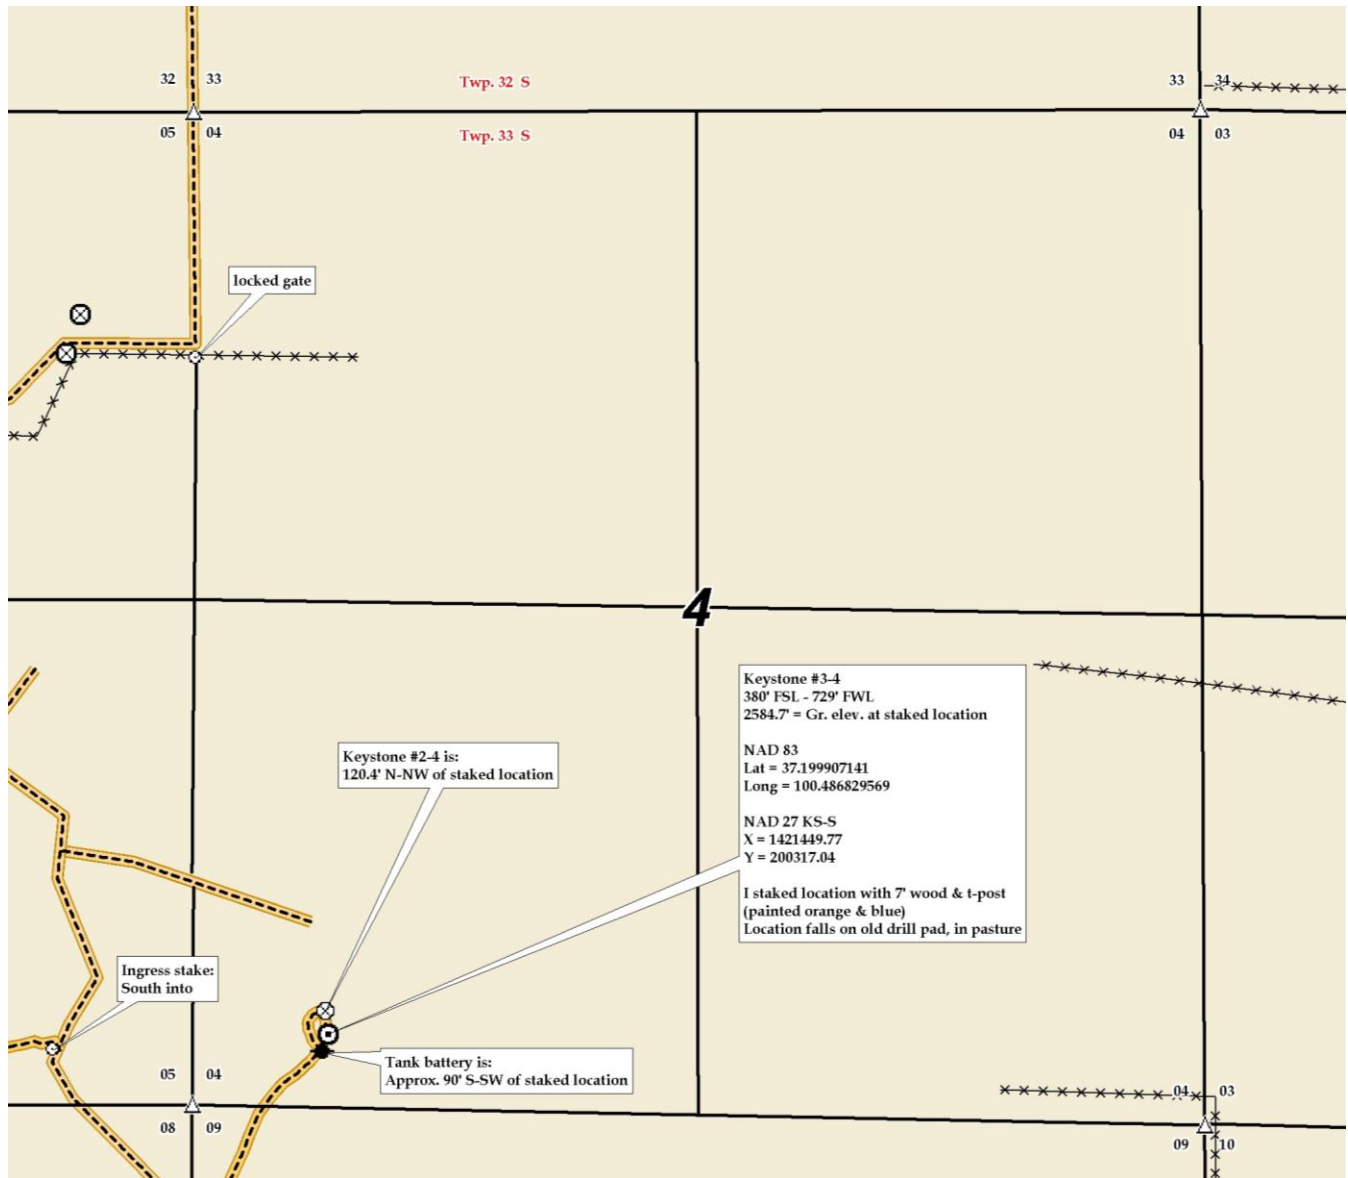 32 33
Twp. 32 S
33 34
05 04
Twp. 33 S
04 03
locked gate
4
Keystone #3-4
380' FSL - 729' FWL
2584.7' = Gr. elev. at staked location
NAD 83
Lat = 37.199907141
Long = 100.486829569
NAD 27 KS-S
X = 1421449.77
Y = 200317.04
I staked location with 7' wood & t-post
(painted orange & blue)
Location falls on old drill pad, in pasture
Keystone #2-4 is:
120.4' N-NW of staked location
Ingress stake:
South into
Tank battery is:
Approx. 90' S-SW of staked location
05 04
04 03
08 09
09 10